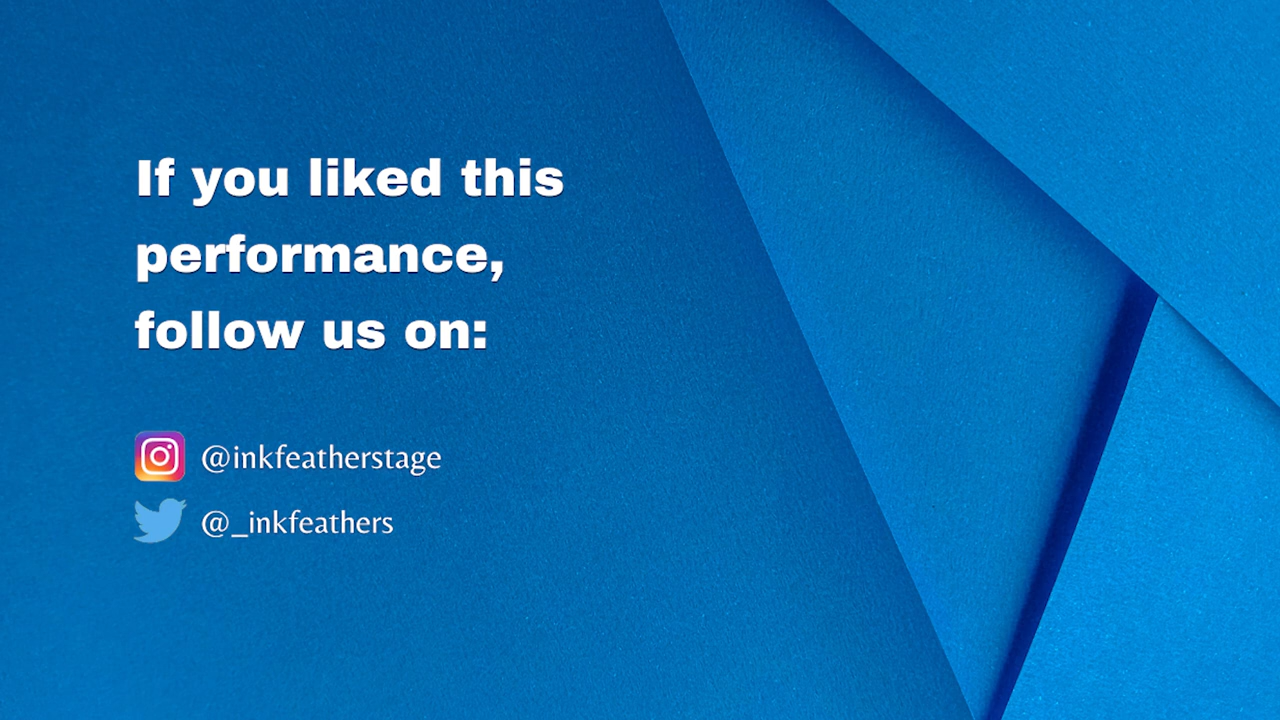 If you liked this
performance,
follow us on:
@inkfeatherstage
@_inkfeathers